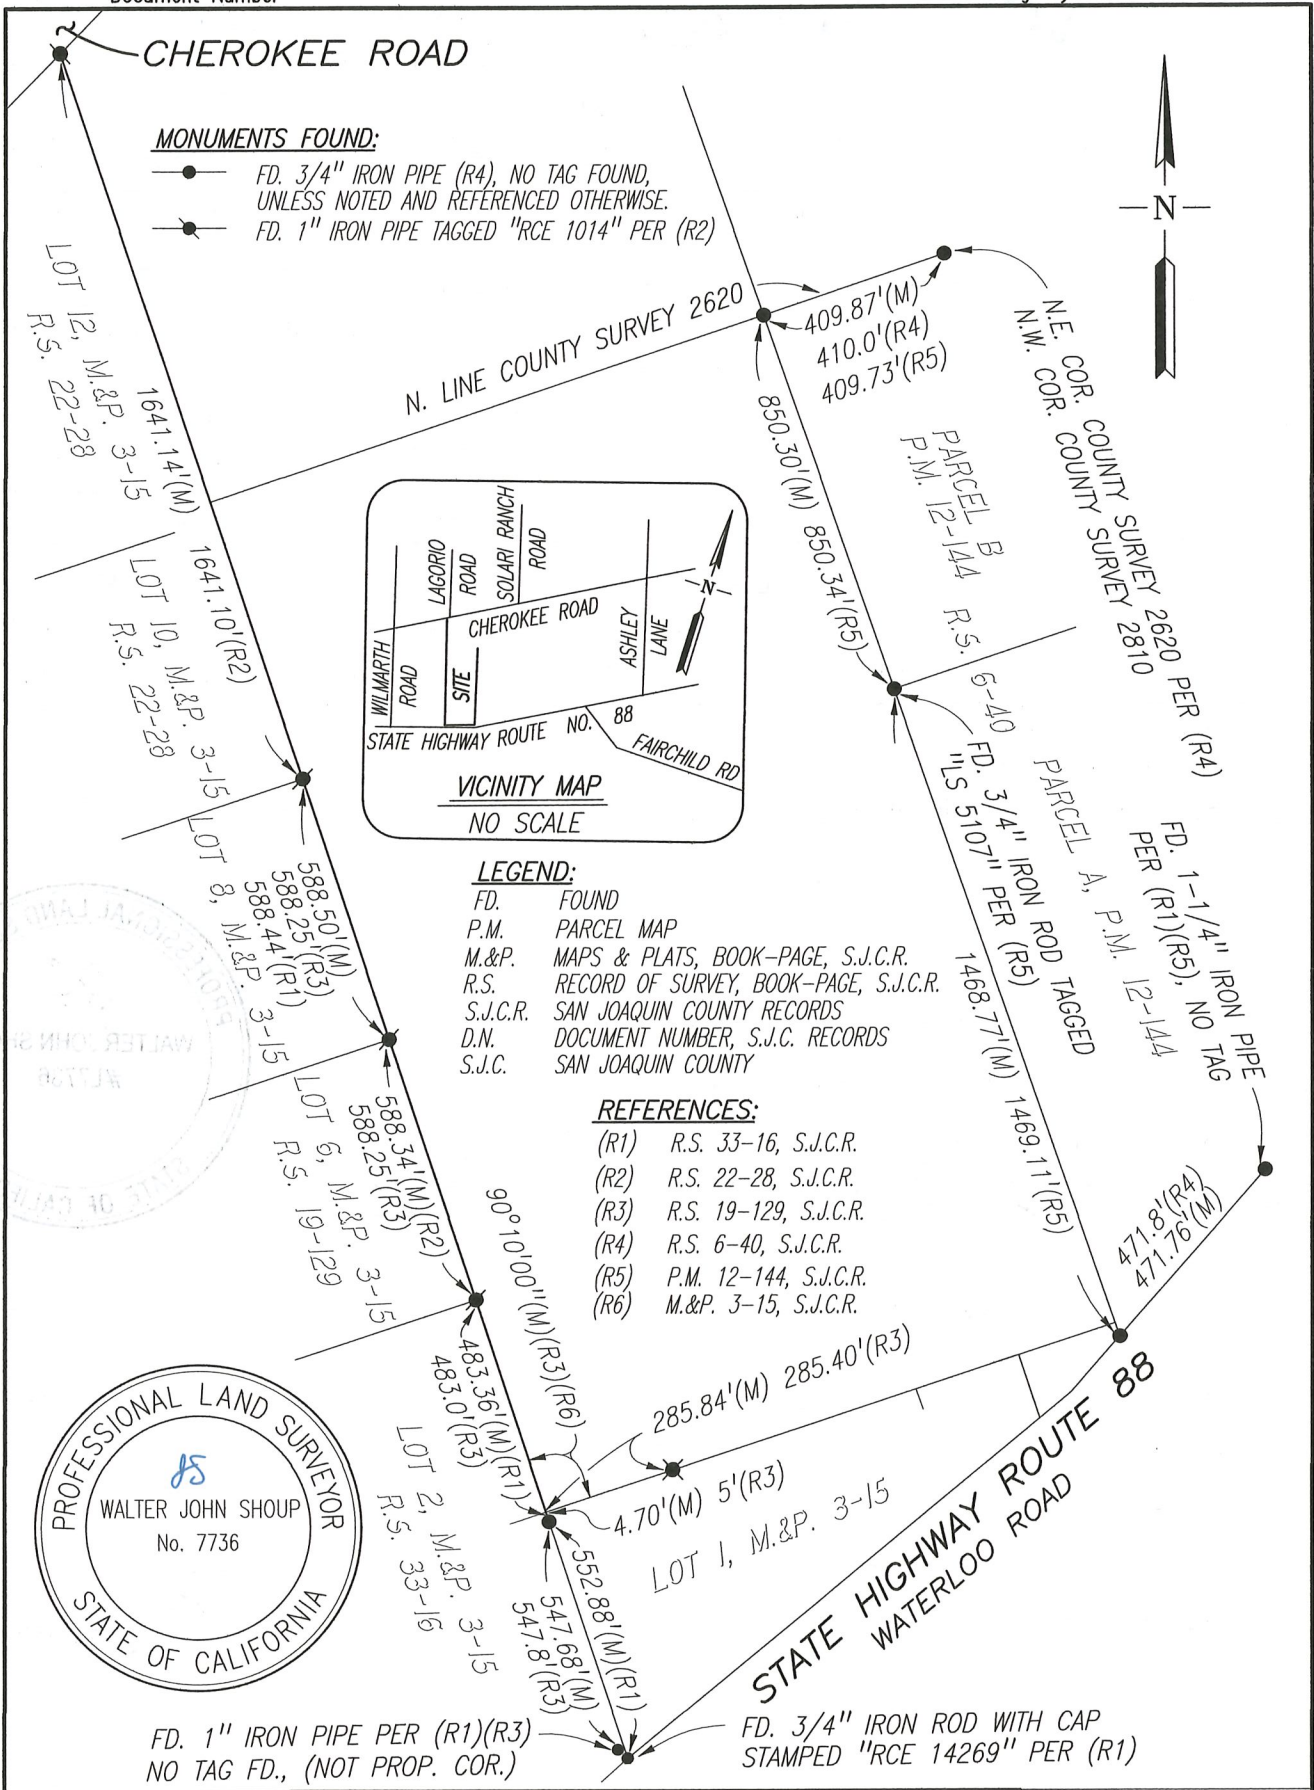 CHEROKEE ROAD
MONUMENTS FOUND:
FD. 3/4" IRON PIPE (R4), NO TAG FOUND,
UNLESS NOTED AND REFERENCED OTHERWISE.
FD. 1" IRON PIPE TAGGED "RCE 1014" PER (R2)
N
N. LINE COUNTY SURVEY 2620
409.87'(M)
410.0'(R4)
409.73'(R5)
N.E. COR. COUNTY SURVEY 2620 PER (R4)
N.W. COR. COUNTY SURVEY 2810
LOT 12, M.&P. 3-15
R.S. 22-28
1641.14'(M)
1641.10'(R2)
LOT 10, M.&P. 3-15
R.S. 22-28
850.30'(M) 850.34'(R5)
PARCEL B
P.M. 12-144 R.S. 6-40
PARCEL A, P.M. 12-144
FD. 3/4" IRON ROD TAGGED
"LS 5107" PER (R5)
FD. 1-1/4" IRON PIPE
PER (R1)(R5), NO TAG
1468.77'(M) 1469.11'(R5)
471.8'(R4)
471.76'(M)
WILMARTH
ROAD
LAGORIO
ROAD
SOLARI RANCH
ROAD
CHEROKEE ROAD
SITE
ASHLEY
LANE
N
STATE HIGHWAY ROUTE NO. 88
FAIRCHILD RD
VICINITY MAP
NO SCALE
588.50'(M)
588.25'(R3)
588.44'(R1)
LOT 8, M.&P. 3-15
LEGEND:
FD. FOUND
P.M. PARCEL MAP
M.&P. MAPS & PLATS, BOOK-PAGE, S.J.C.R.
R.S. RECORD OF SURVEY, BOOK-PAGE, S.J.C.R.
S.J.C.R. SAN JOAQUIN COUNTY RECORDS
D.N. DOCUMENT NUMBER, S.J.C. RECORDS
S.J.C. SAN JOAQUIN COUNTY
REFERENCES:
(R1) R.S. 33-16, S.J.C.R.
(R2) R.S. 22-28, S.J.C.R.
(R3) R.S. 19-129, S.J.C.R.
(R4) R.S. 6-40, S.J.C.R.
(R5) P.M. 12-144, S.J.C.R.
(R6) M.&P. 3-15, S.J.C.R.
588.34'(M)(R2)
588.25'(R3)
LOT 6, M.&P. 3-15
R.S. 19-129
90°10'00"(M)(R3)(R6)
483.36'(M)(R1)
483.0'(R3)
285.84'(M) 285.40'(R3)
4.70'(M) 5'(R3)
LOT 1, M.&P. 3-15
LOT 2, M.&P. 3-15
R.S. 33-16
552.88'(M)(R1)
547.68'(M)
547.8'(R3)
STATE HIGHWAY ROUTE 88
WATERLOO ROAD
PROFESSIONAL LAND SURVEYOR
JS
WALTER JOHN SHOUP
No. 7736
STATE OF CALIFORNIA
FD. 1" IRON PIPE PER (R1)(R3)
NO TAG FD., (NOT PROP. COR.)
FD. 3/4" IRON ROD WITH CAP
STAMPED "RCE 14269" PER (R1)